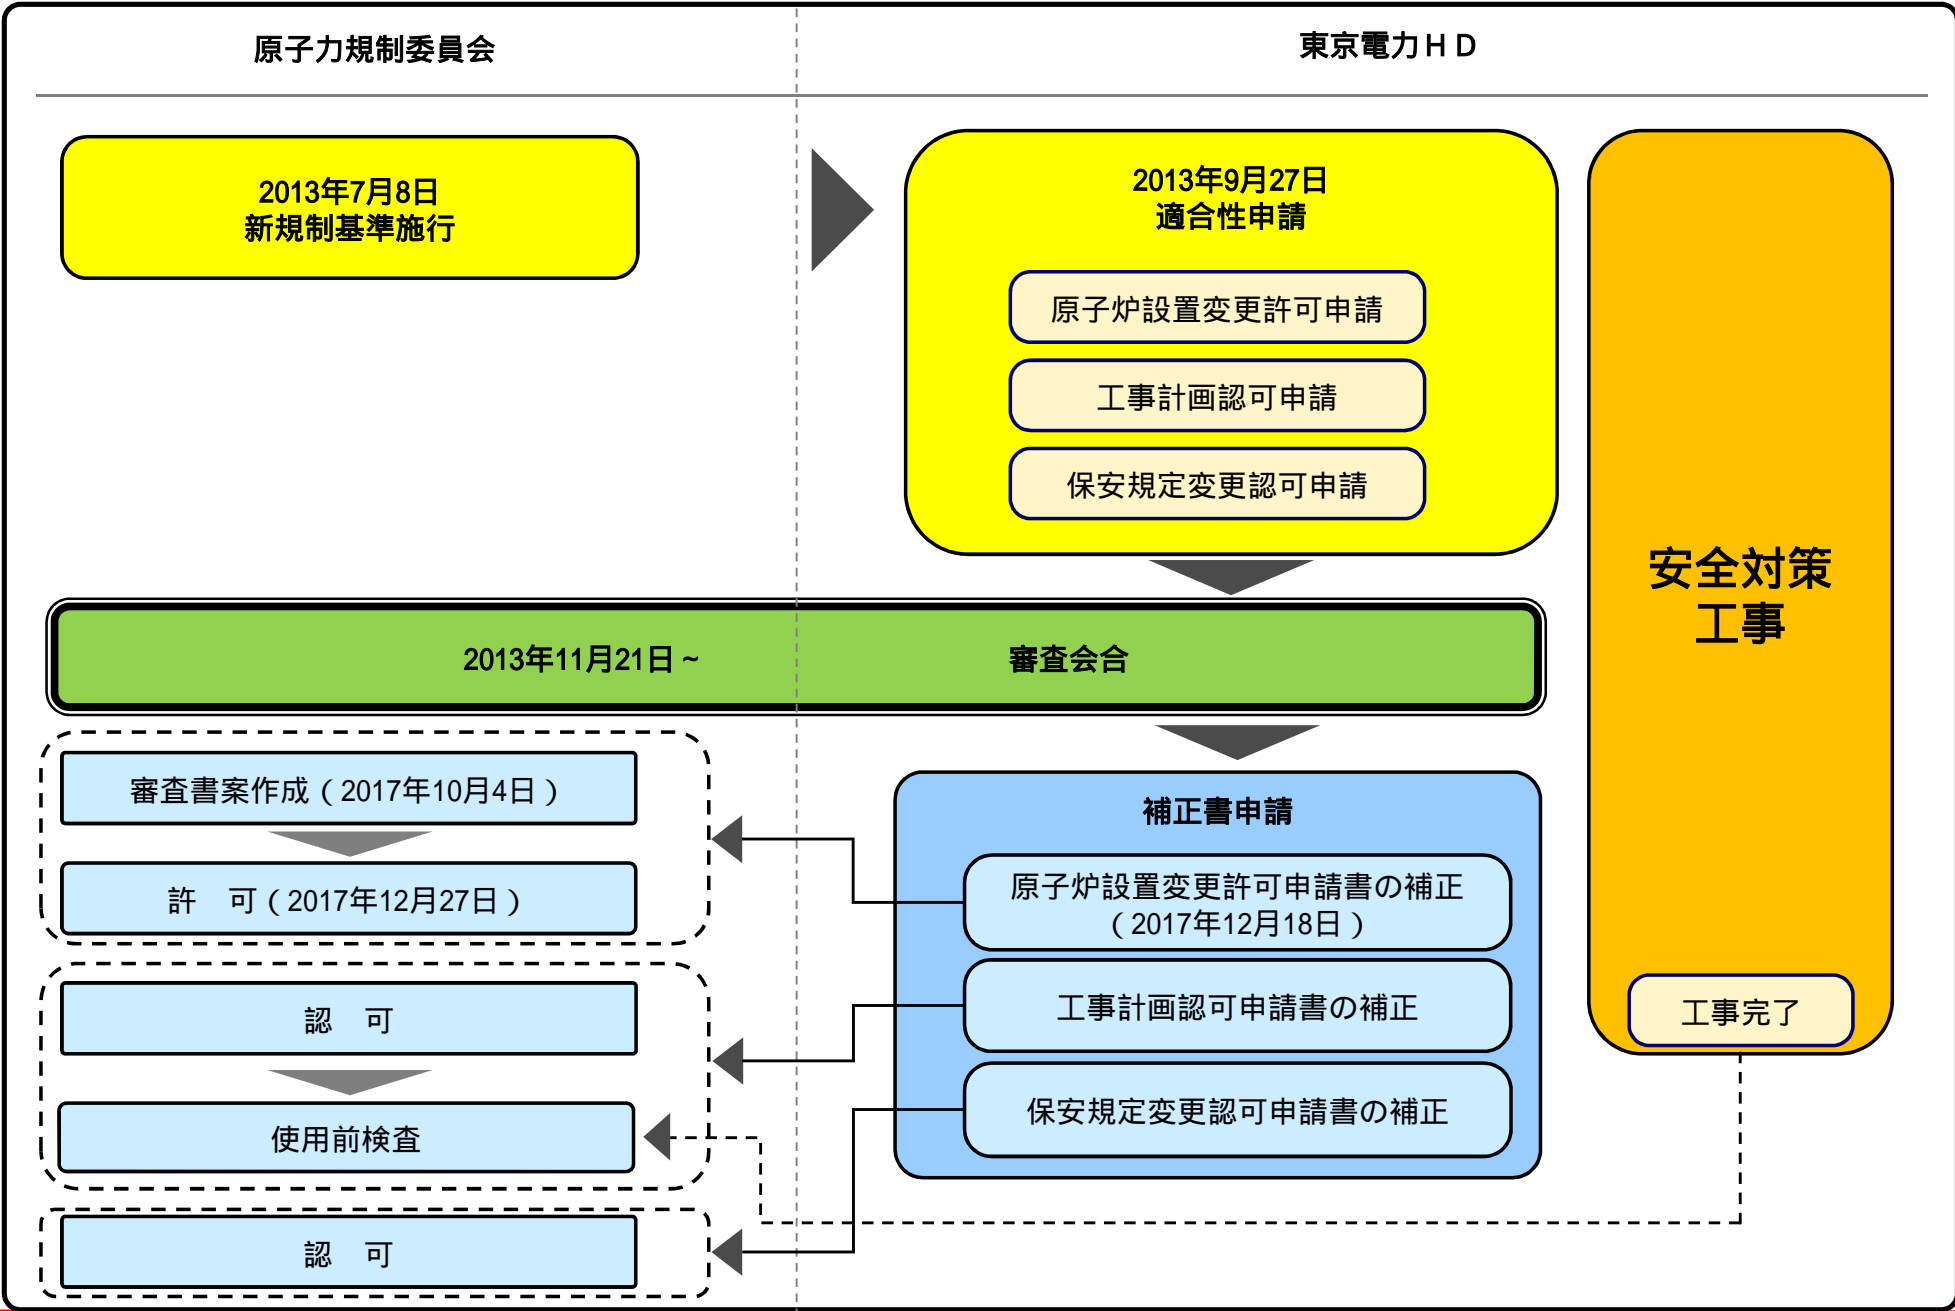 原子力規制委員会
東京電力ＨＤ
2013年7月8日
新規制基準施行
2013年9月27日
適合性申請
原子炉設置変更許可申請
工事計画認可申請
保安規定変更認可申請
安全対策
工事
2013年11月21日～ 審査会合
審査書案作成（2017年10月4日）
許　可（2017年12月27日）
補正書申請
原子炉設置変更許可申請書の補正
（2017年12月18日）
工事計画認可申請書の補正
保安規定変更認可申請書の補正
工事完了
認　可
使用前検査
認　可